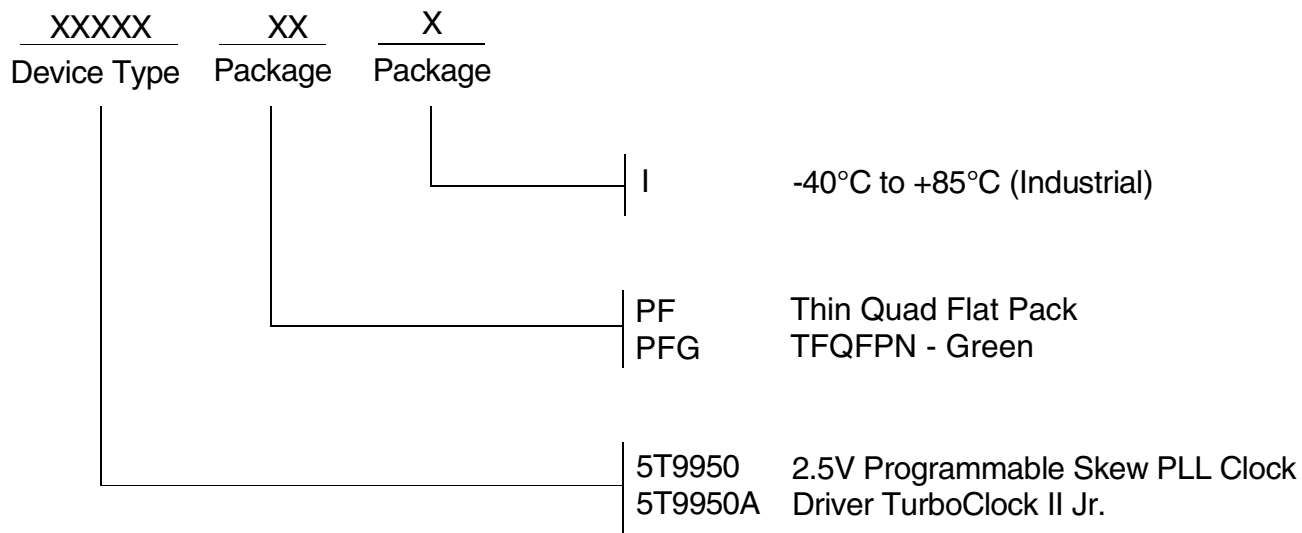 XXXXX XX X
Device Type Package Package
I -40°C to +85°C (Industrial)
PF Thin Quad Flat Pack
PFG TFQFPN - Green
5T9950 2.5V Programmable Skew PLL Clock
5T9950A Driver TurboClock II Jr.